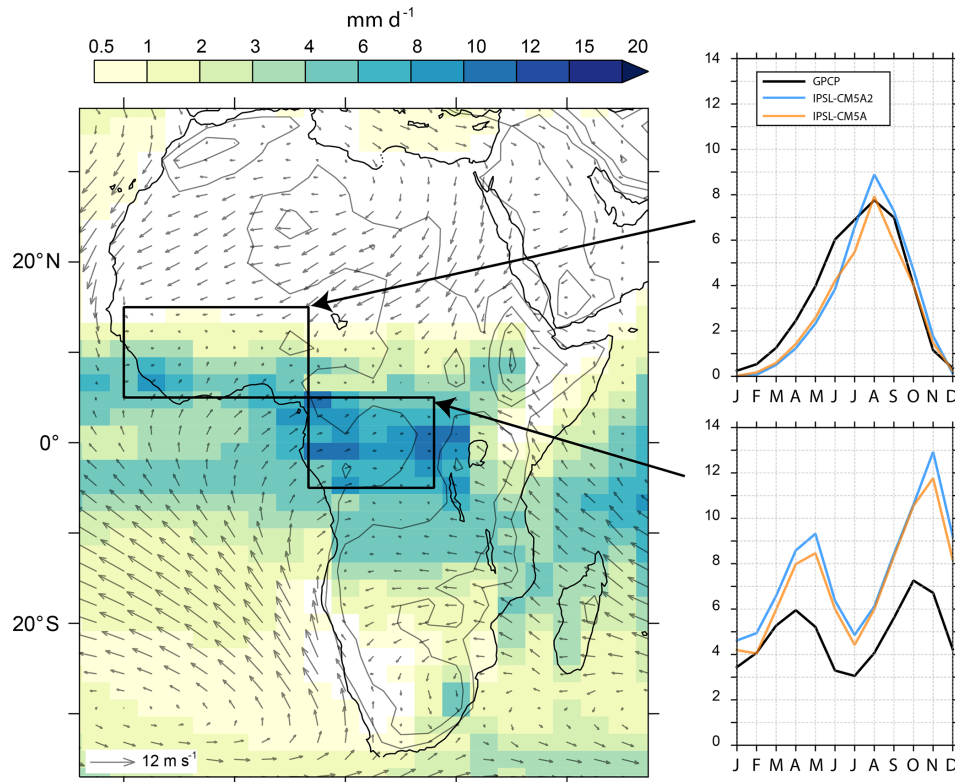 mm d⁻¹
0.5 1 2 3 4 6 8 10 12 15 20
20°N
0°
20°S
12 m s⁻¹
14
12
10
8
6
4
2
0
GPCP
IPSL-CM5A2
IPSL-CM5A
J F M A M J J A S O N D
14
12
10
8
6
4
2
0
J F M A M J J A S O N D